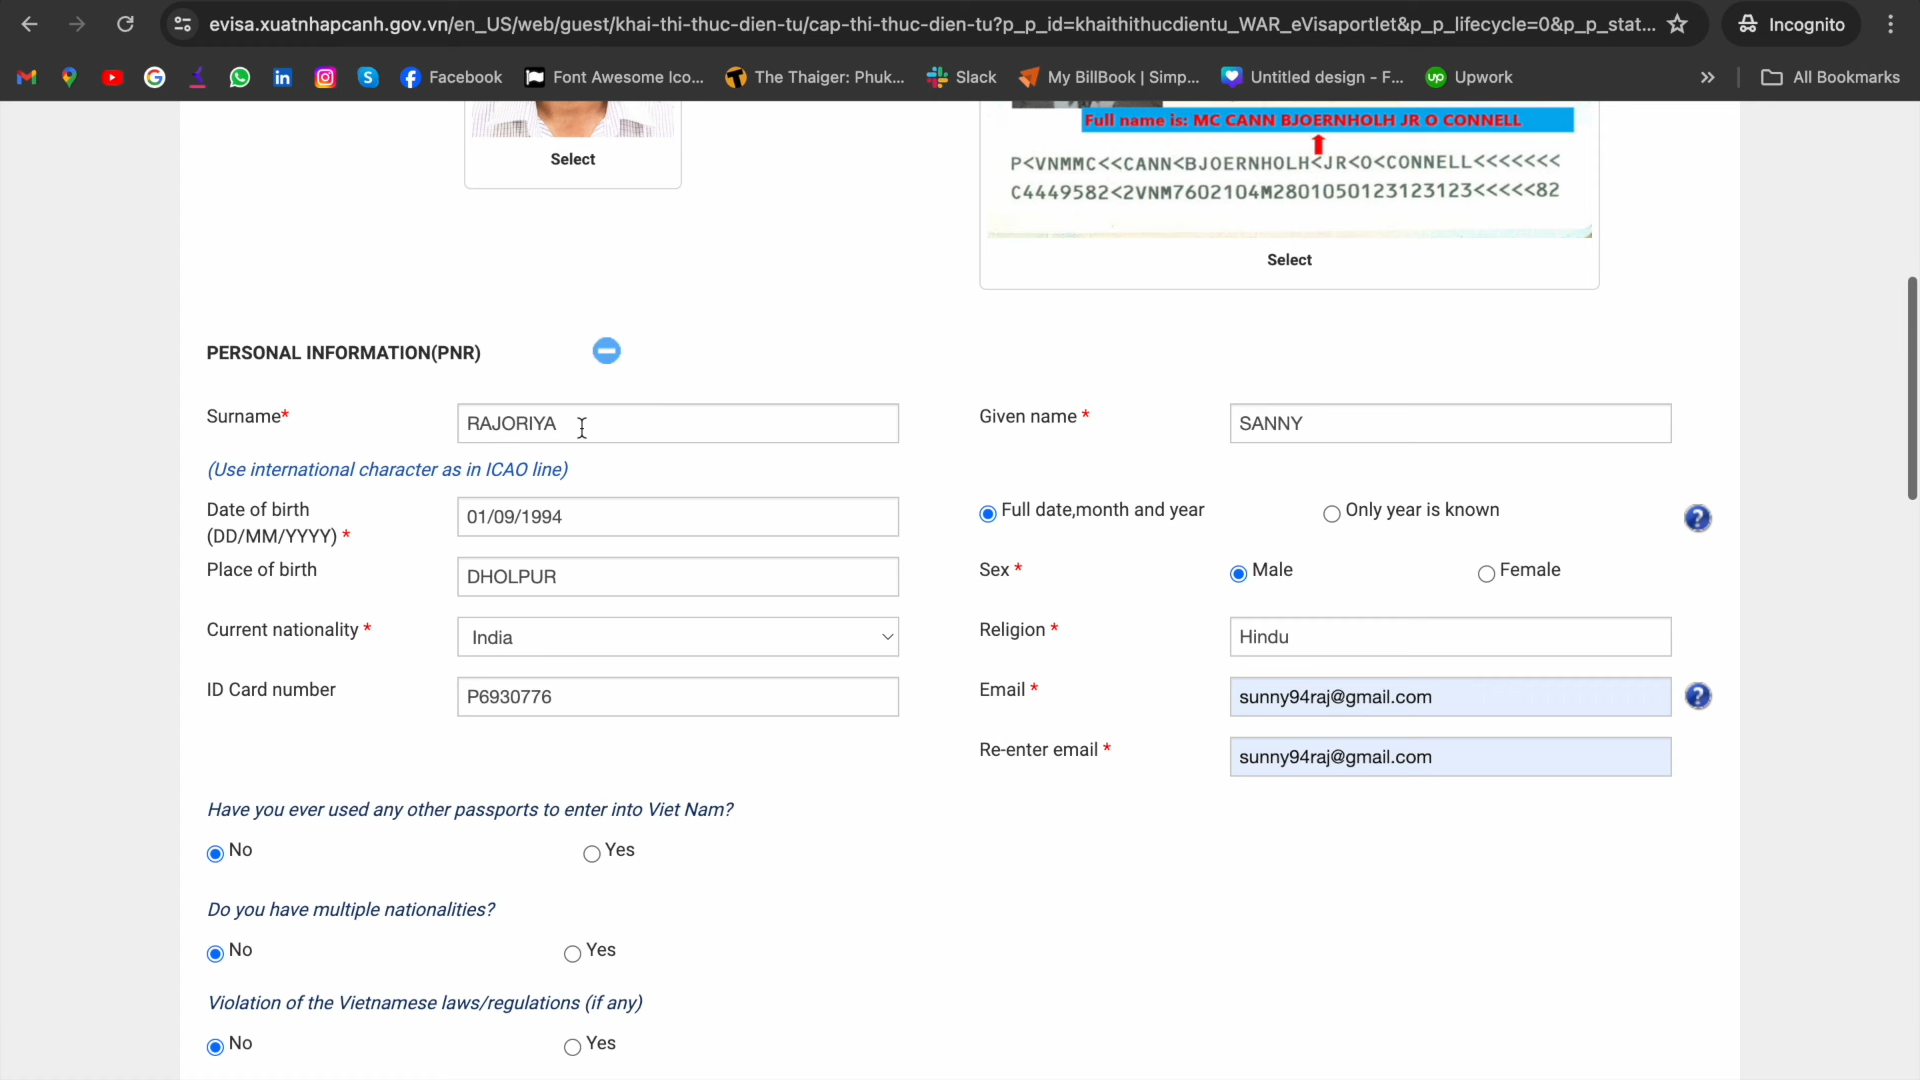 evisa.xuatnhapcanh.gov.vn/en_US/web/guest/khai-thi-thuc-dien-tu/cap-thi-thuc-dien-tu?p_p_id=khaithithucdientu_WAR_eVisaportlet&p_p_lifecycle=0&p_p_stat...
Incognito
Facebook
Font Awesome Ico...
The Thaiger: Phuk...
Slack
My BillBook | Simp...
Untitled design - F...
up Upwork
»
All Bookmarks
Full name is: MC CANN BJOERNHOLH JR O CONNELL
P<VNMMC<<CANN<BJOERNHOLH<JR<O<CONNELL<<<<<<<
C4449582<2VNM7602104M2801050123123123<<<<<82
Select
Select
PERSONAL INFORMATION(PNR)
Surname* RAJORIYA
Given name * SANNY
(Use international character as in ICAO line)
Date of birth
(DD/MM/YYYY) *
01/09/1994
Full date,month and year
Only year is known
?
Place of birth DHOLPUR
Sex * Male Female
Current nationality * India
Religion * Hindu
ID Card number P6930776
Email * sunny94raj@gmail.com
?
Re-enter email * sunny94raj@gmail.com
Have you ever used any other passports to enter into Viet Nam?
No Yes
Do you have multiple nationalities?
No Yes
Violation of the Vietnamese laws/regulations (if any)
No Yes